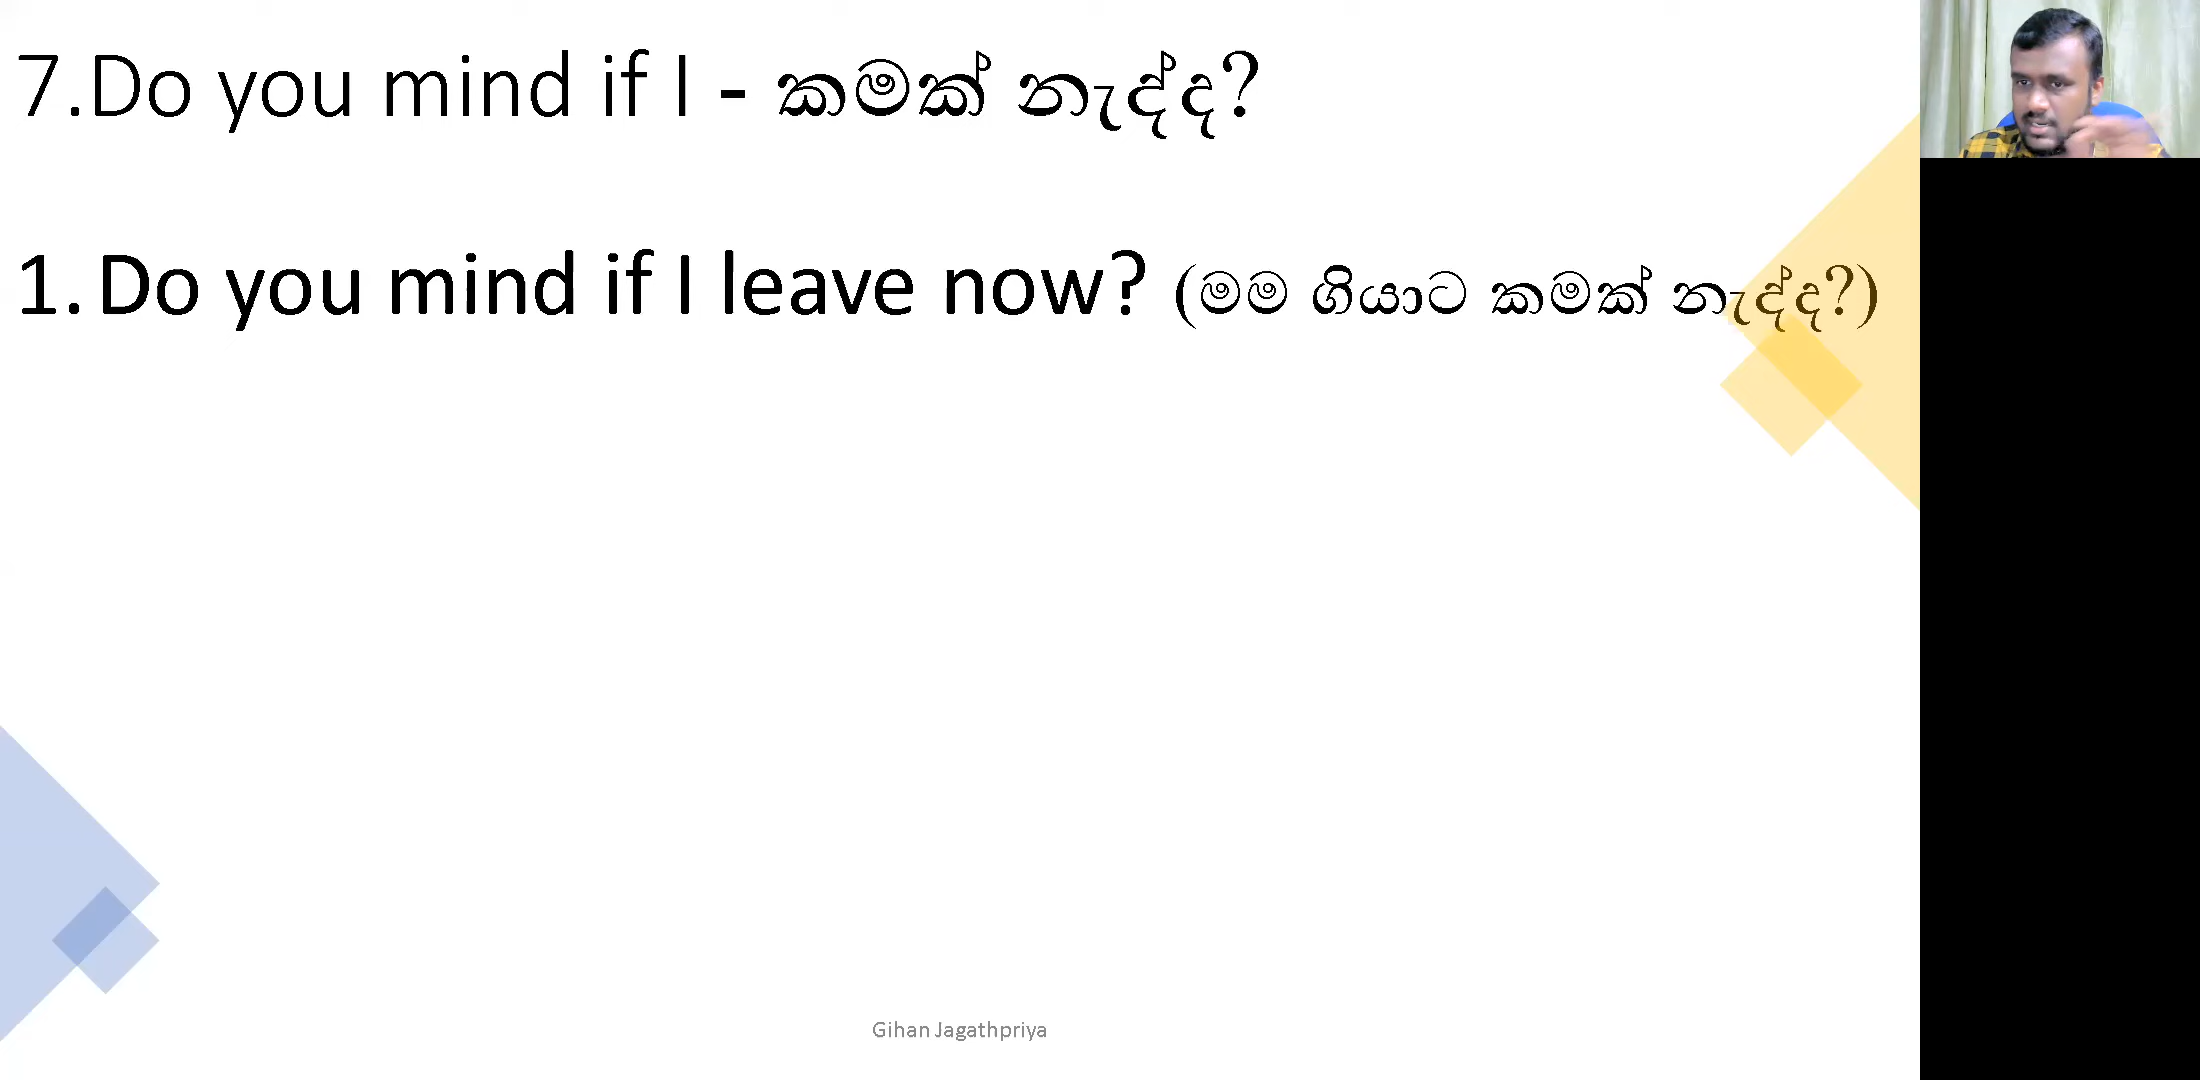 7.Do you mind if I - කමක් නැද්ද?
1. Do you mind if I leave now? (මම ගියාට කමක් නැද්ද?)
Gihan Jagathpriya